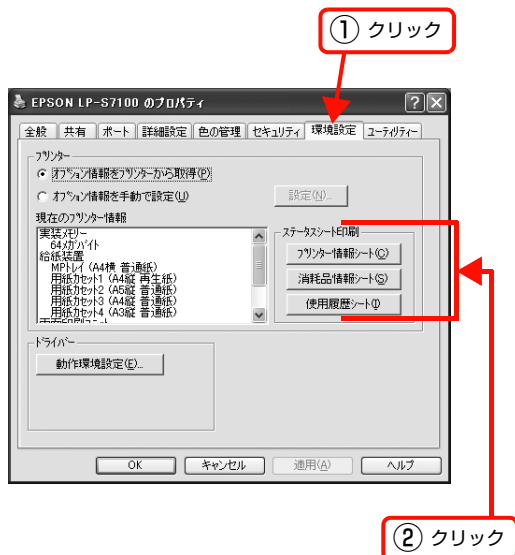 ① クリック
EPSON LP-S7100 のプロパティ
全般 共有 ポート 詳細設定 色の管理 セキュリティ 環境設定 ユーティリティー
プリンター
オプション情報をプリンターから取得(P)
オプション情報を手動で設定(U)
設定(N)...
現在のプリンター情報
実装メモリー
64メガバイト
給紙装置
MPトレイ (A4横 普通紙)
用紙カセット1 (A4縦 再生紙)
用紙カセット2 (A5縦 普通紙)
用紙カセット3 (A4縦 普通紙)
用紙カセット4 (A3縦 普通紙)
両面印刷ユニット
ステータスシート印刷
プリンター情報シート(C)
消耗品情報シート(S)
使用履歴シート(I)
ドライバー
動作環境設定(E)...
OK キャンセル 適用(A) ヘルプ
② クリック